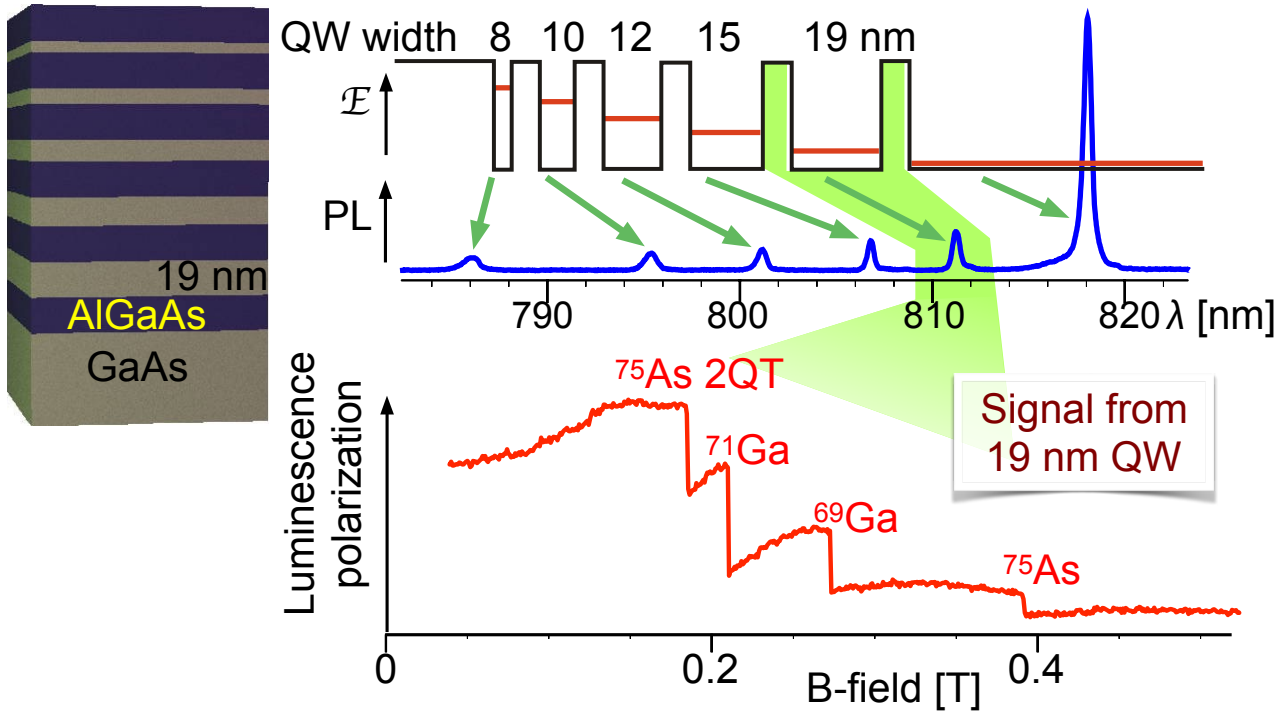 QW width 8 10 12 15 19 nm
ℰ
PL
790 800 810 820 λ [nm]
19 nm
AlGaAs
GaAs
Luminescence
polarization
⁷⁵As 2QT
⁷¹Ga
⁶⁹Ga
⁷⁵As
Signal from
19 nm QW
0 0.2 0.4
B-field [T]